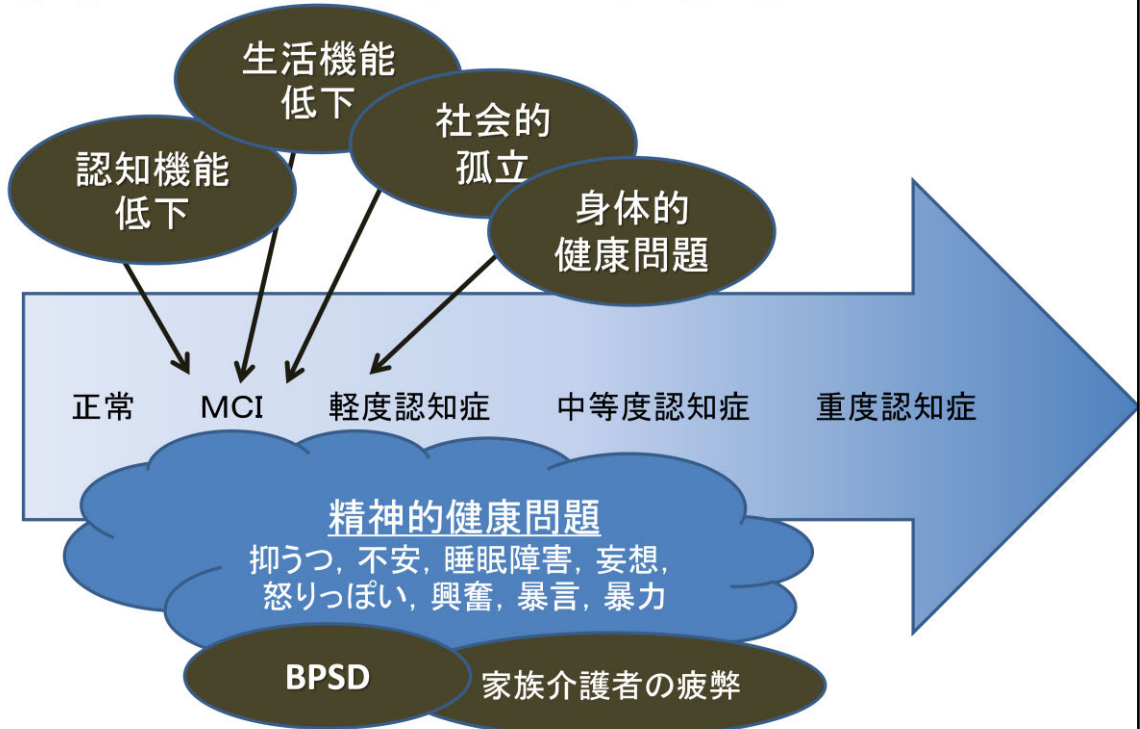 生活機能
低下
社会的
孤立
認知機能
低下
身体的
健康問題
正常 MCI 軽度認知症 中等度認知症 重度認知症
精神的健康問題
抑うつ, 不安, 睡眠障害, 妄想,
怒りっぽい, 興奮, 暴言, 暴力
BPSD
家族介護者の疲弊